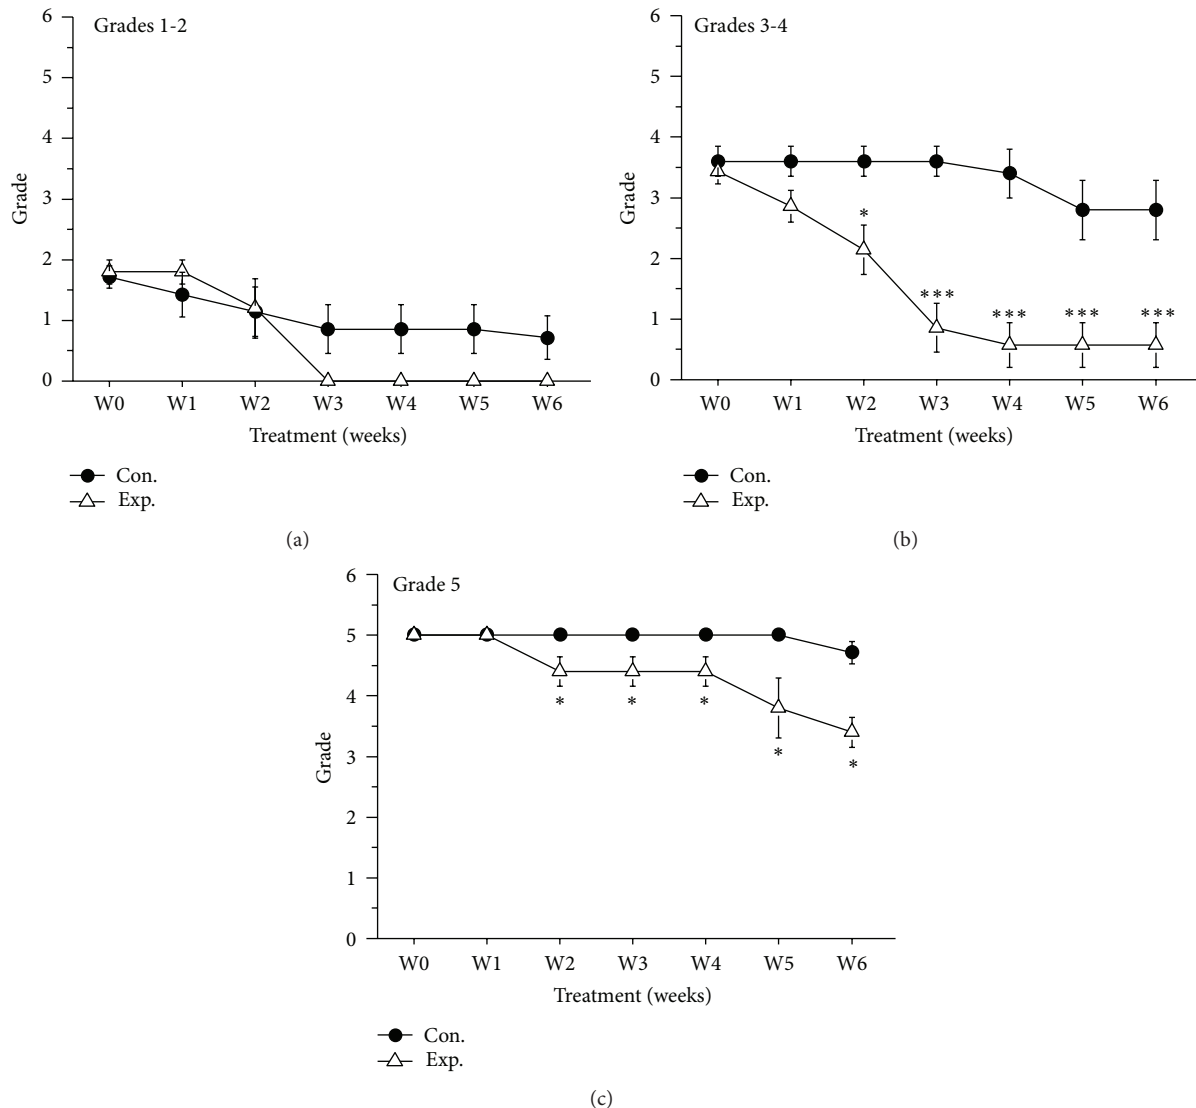 Grades 1-2
6
5
4
3
2
1
0
Grade
W0 W1 W2 W3 W4 W5 W6
Treatment (weeks)
Con.
Exp.
(a)
Grades 3-4
6
5
4
3
2
1
0
Grade
*
***
***
***
***
W0 W1 W2 W3 W4 W5 W6
Treatment (weeks)
Con.
Exp.
(b)
Grade 5
6
5
4
3
2
1
0
Grade
* * *
*
*
W0 W1 W2 W3 W4 W5 W6
Treatment (weeks)
Con.
Exp.
(c)